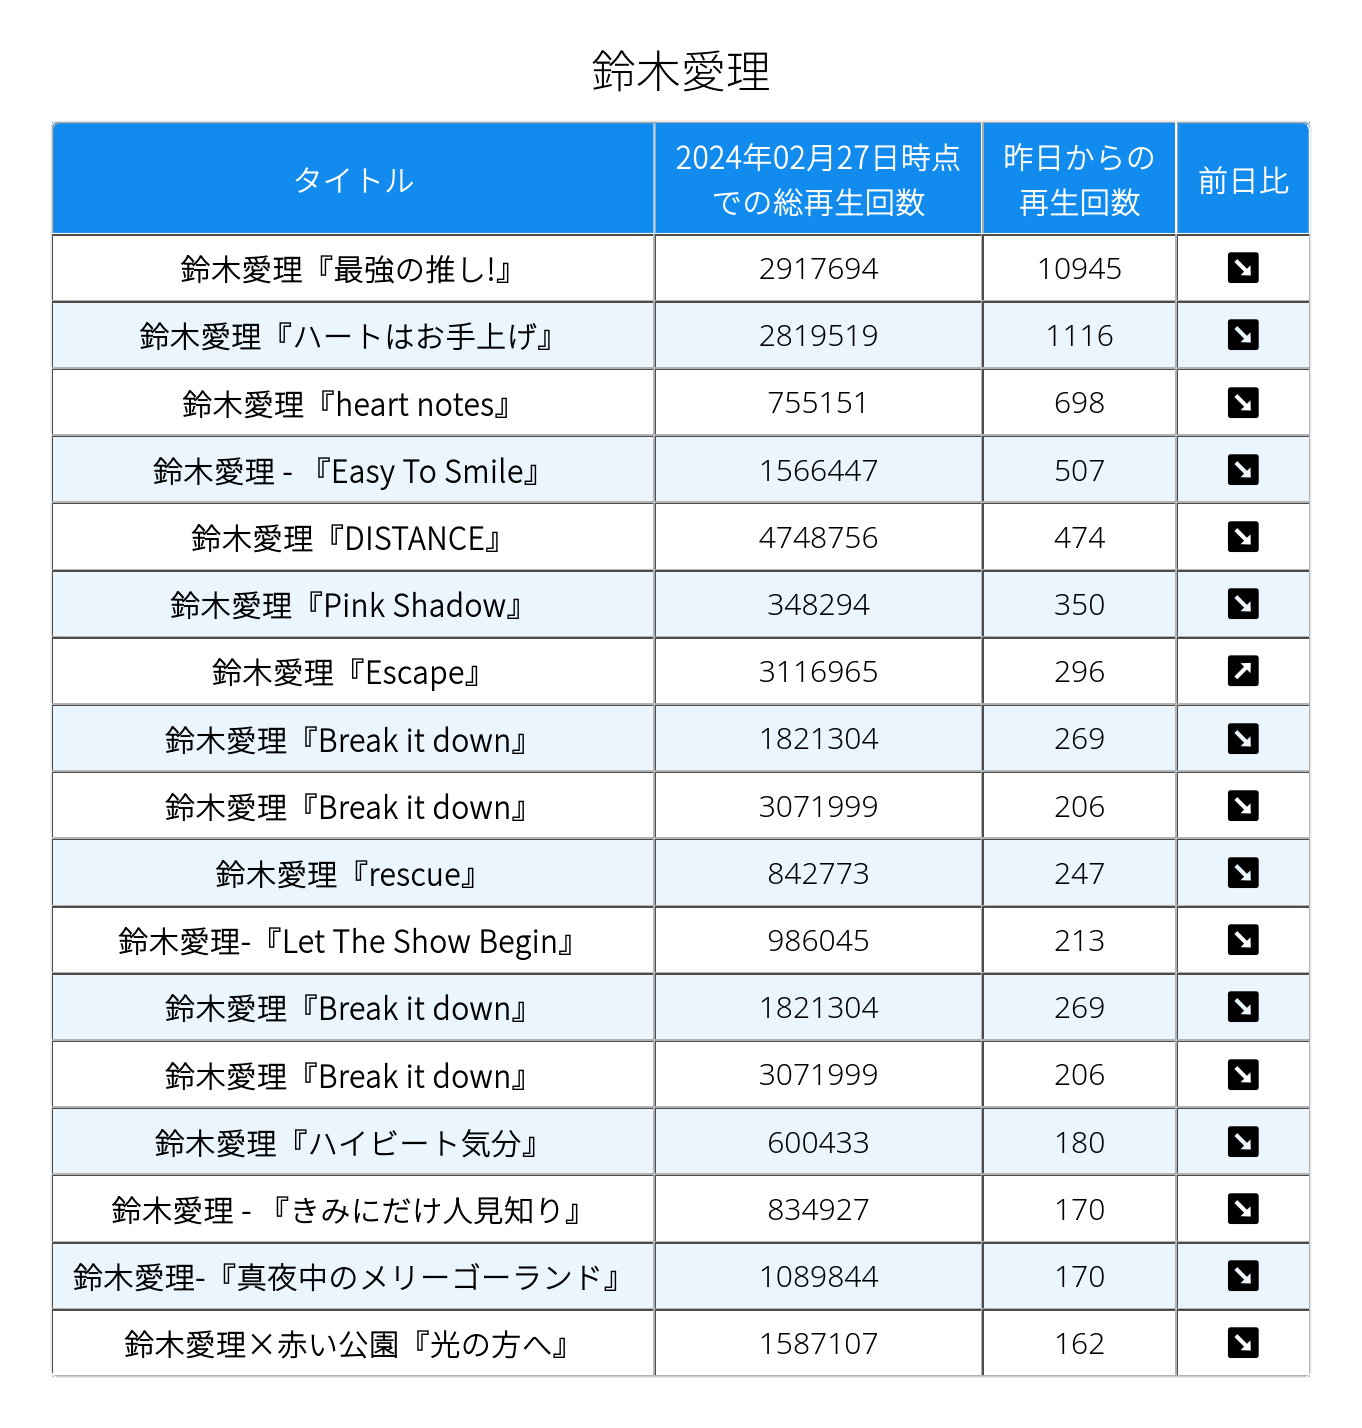 鈴木愛理
タイトル
2024年02月27日時点
での総再生回数
昨日からの
再生回数
前日比
鈴木愛理『最強の推し!』 2917694 10945 ↘
鈴木愛理『ハートはお手上げ』 2819519 1116 ↘
鈴木愛理『heart notes』 755151 698 ↘
鈴木愛理 - 『Easy To Smile』 1566447 507 ↘
鈴木愛理『DISTANCE』 4748756 474 ↘
鈴木愛理『Pink Shadow』 348294 350 ↘
鈴木愛理『Escape』 3116965 296 ↗
鈴木愛理『Break it down』 1821304 269 ↘
鈴木愛理『Break it down』 3071999 206 ↘
鈴木愛理『rescue』 842773 247 ↘
鈴木愛理-『Let The Show Begin』 986045 213 ↘
鈴木愛理『Break it down』 1821304 269 ↘
鈴木愛理『Break it down』 3071999 206 ↘
鈴木愛理『ハイビート気分』 600433 180 ↘
鈴木愛理 - 『きみにだけ人見知り』 834927 170 ↘
鈴木愛理-『真夜中のメリーゴーランド』 1089844 170 ↘
鈴木愛理×赤い公園『光の方へ』 1587107 162 ↘